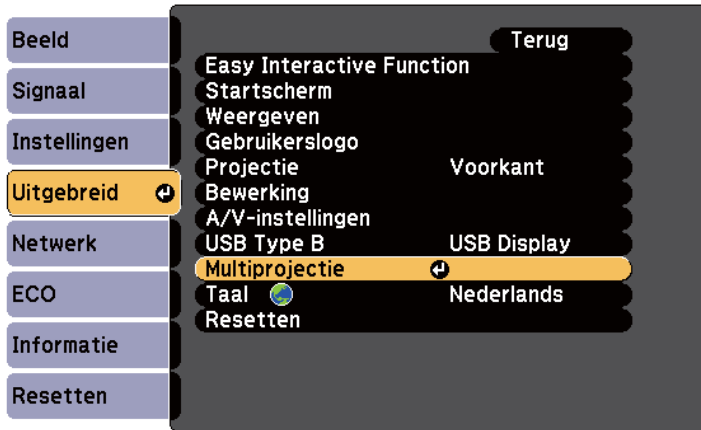 Beeld
Signaal
Instellingen
Uitgebreid
Netwerk
ECO
Informatie
Resetten
Terug
Easy Interactive Function
Startscherm
Weergeven
Gebruikerslogo
Projectie Voorkant
Bewerking
A/V-instellingen
USB Type B USB Display
Multiprojectie
Taal Nederlands
Resetten